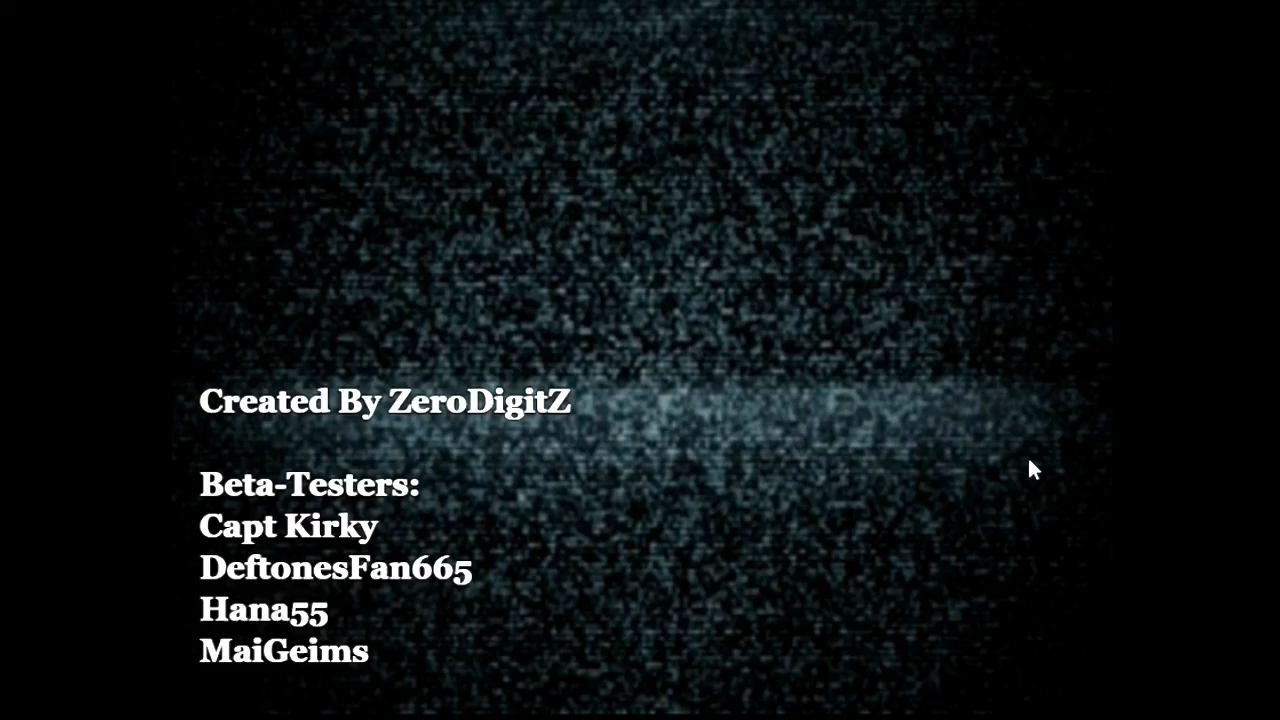 Created By ZeroDigitZ
Beta-Testers:
Capt Kirky
DeftonesFan665
Hana55
MaiGeims